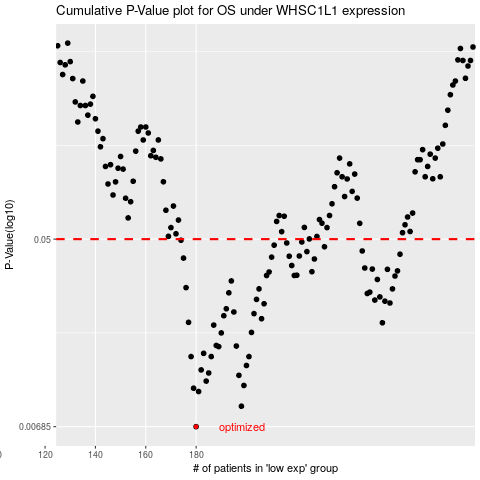 Cumulative P-Value plot for OS under WHSC1L1 expression
P-Value(log10)
0.05
0.00685
optimized
0 120 140 160 180
# of patients in 'low exp' group